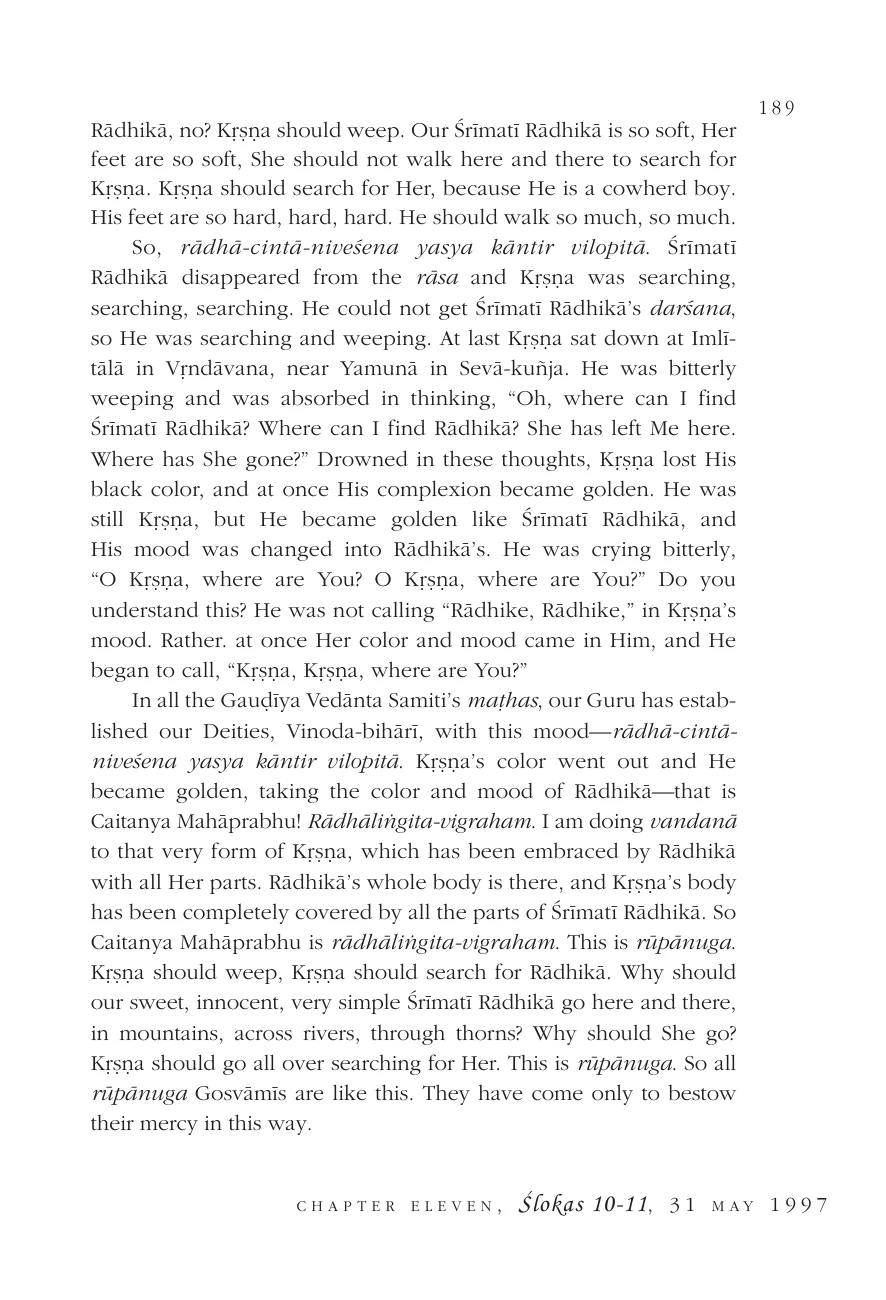 189
Rādhikā, no? Kṛṣṇa should weep. Our Śrīmatī Rādhikā is so soft, Her
feet are so soft, She should not walk here and there to search for
Kṛṣṇa. Kṛṣṇa should search for Her, because He is a cowherd boy.
His feet are so hard, hard, hard. He should walk so much, so much.
So, rādhā-cintā-niveśena yasya kāntir vilopitā. Śrīmatī
Rādhikā disappeared from the rāsa and Kṛṣṇa was searching,
searching, searching. He could not get Śrīmatī Rādhikā’s darśana,
so He was searching and weeping. At last Kṛṣṇa sat down at Imlī-
tālā in Vṛndāvana, near Yamunā in Sevā-kuñja. He was bitterly
weeping and was absorbed in thinking, “Oh, where can I find
Śrīmatī Rādhikā? Where can I find Rādhikā? She has left Me here.
Where has She gone?” Drowned in these thoughts, Kṛṣṇa lost His
black color, and at once His complexion became golden. He was
still Kṛṣṇa, but He became golden like Śrīmatī Rādhikā, and
His mood was changed into Rādhikā’s. He was crying bitterly,
“O Kṛṣṇa, where are You? O Kṛṣṇa, where are You?” Do you
understand this? He was not calling “Rādhike, Rādhike,” in Kṛṣṇa’s
mood. Rather. at once Her color and mood came in Him, and He
began to call, “Kṛṣṇa, Kṛṣṇa, where are You?”
In all the Gauḍīya Vedānta Samiti’s maṭhas, our Guru has estab-
lished our Deities, Vinoda-bihārī, with this mood—rādhā-cintā-
niveśena yasya kāntir vilopitā. Kṛṣṇa’s color went out and He
became golden, taking the color and mood of Rādhikā—that is
Caitanya Mahāprabhu! Rādhāliṅgita-vigraham. I am doing vandanā
to that very form of Kṛṣṇa, which has been embraced by Rādhikā
with all Her parts. Rādhikā’s whole body is there, and Kṛṣṇa’s body
has been completely covered by all the parts of Śrīmatī Rādhikā. So
Caitanya Mahāprabhu is rādhāliṅgita-vigraham. This is rūpānuga.
Kṛṣṇa should weep, Kṛṣṇa should search for Rādhikā. Why should
our sweet, innocent, very simple Śrīmatī Rādhikā go here and there,
in mountains, across rivers, through thorns? Why should She go?
Kṛṣṇa should go all over searching for Her. This is rūpānuga. So all
rūpānuga Gosvāmīs are like this. They have come only to bestow
their mercy in this way.
CHAPTER ELEVEN, Ślokas 10-11, 31 MAY 1997